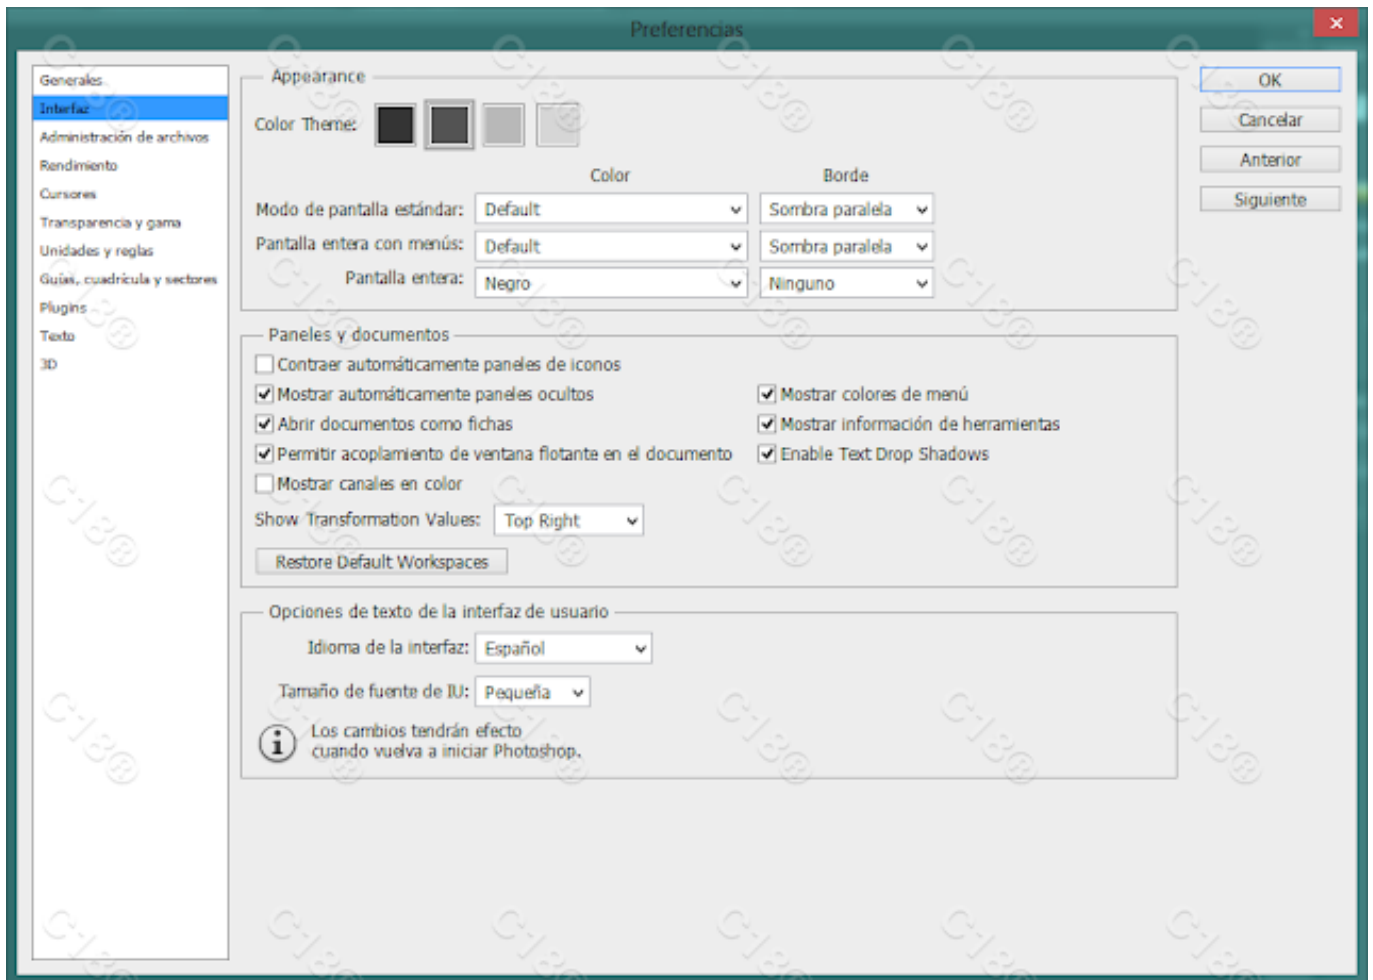 Preferencias
Generales
Interfaz
Administración de archivos
Rendimiento
Cursores
Transparencia y gama
Unidades y reglas
Guías, cuadrícula y sectores
Plugins
Texto
3D
Appearance
Color Theme:
Color Borde
Modo de pantalla estándar: Default Sombra paralela
Pantalla entera con menús: Default Sombra paralela
Pantalla entera: Negro Ninguno
Paneles y documentos
Contraer automáticamente paneles de iconos
Mostrar automáticamente paneles ocultos Mostrar colores de menú
Abrir documentos como fichas Mostrar información de herramientas
Permitir acoplamiento de ventana flotante en el documento Enable Text Drop Shadows
Mostrar canales en color
Show Transformation Values: Top Right
Restore Default Workspaces
Opciones de texto de la interfaz de usuario
Idioma de la interfaz: Español
Tamaño de fuente de IU: Pequeña
Los cambios tendrán efecto
cuando vuelva a iniciar Photoshop.
OK
Cancelar
Anterior
Siguiente
C-18®